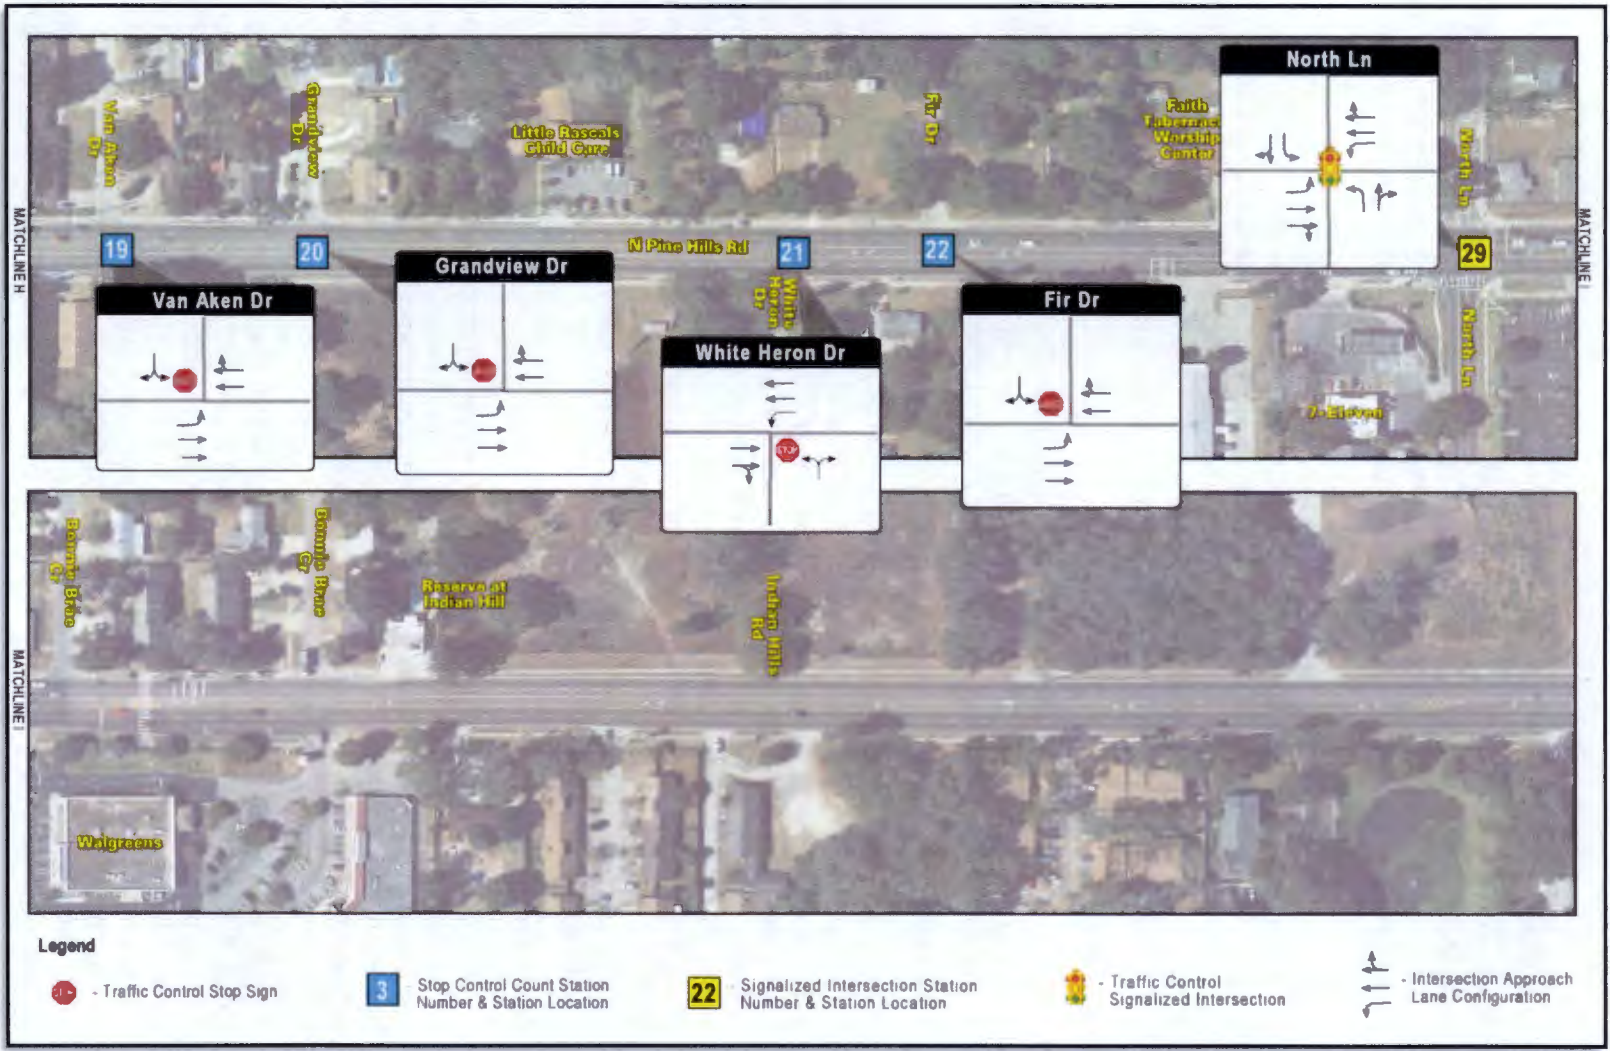 North Ln
Van Aken
Dr
Grandview
Dr
Little Rascals
Child Care
Fir Dr
Faith
Tabernacl
Worship
Center
North Ln
MATCHLINE H
19
20
N Pine Hills Rd
21
22
29
MATCHLINE I
Grandview Dr
Van Aken Dr
White
Heron
Dr
Fir Dr
White Heron Dr
STOP
North Ln
7-Eleven
Bonnie Brae
Cr
Bonnie Brae
Cr
Reserve at
Indian Hill
Indian Hills
Rd
MATCHLINE I
Walgreens
Legend
- Traffic Control Stop Sign
3
- Stop Control Count Station
Number & Station Location
22
- Signalized Intersection Station
Number & Station Location
- Traffic Control
Signalized Intersection
- Intersection Approach
Lane Configuration